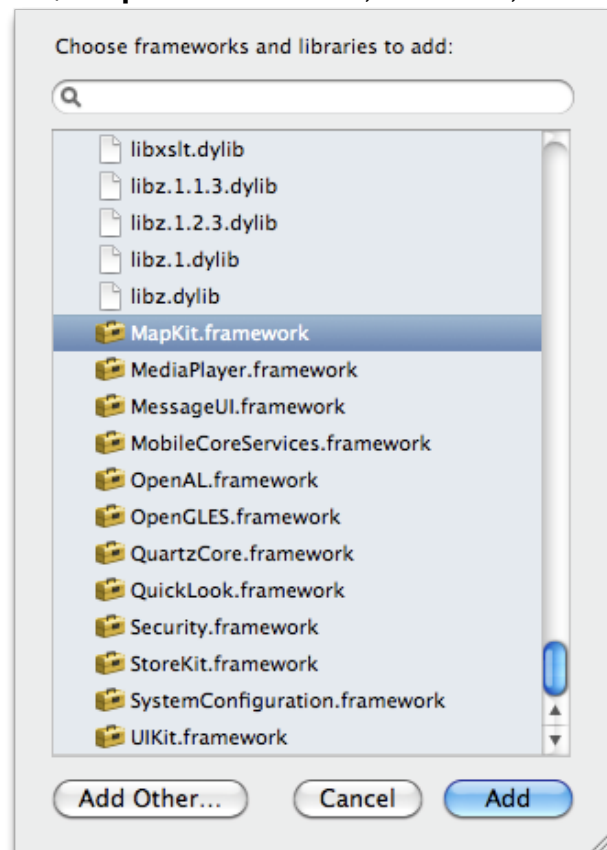 Choose frameworks and libraries to add:
libxslt.dylib
libz.1.1.3.dylib
libz.1.2.3.dylib
libz.1.dylib
libz.dylib
MapKit.framework
MediaPlayer.framework
MessageUI.framework
MobileCoreServices.framework
OpenAL.framework
OpenGLES.framework
QuartzCore.framework
QuickLook.framework
Security.framework
StoreKit.framework
SystemConfiguration.framework
UIKit.framework
Add Other... Cancel Add